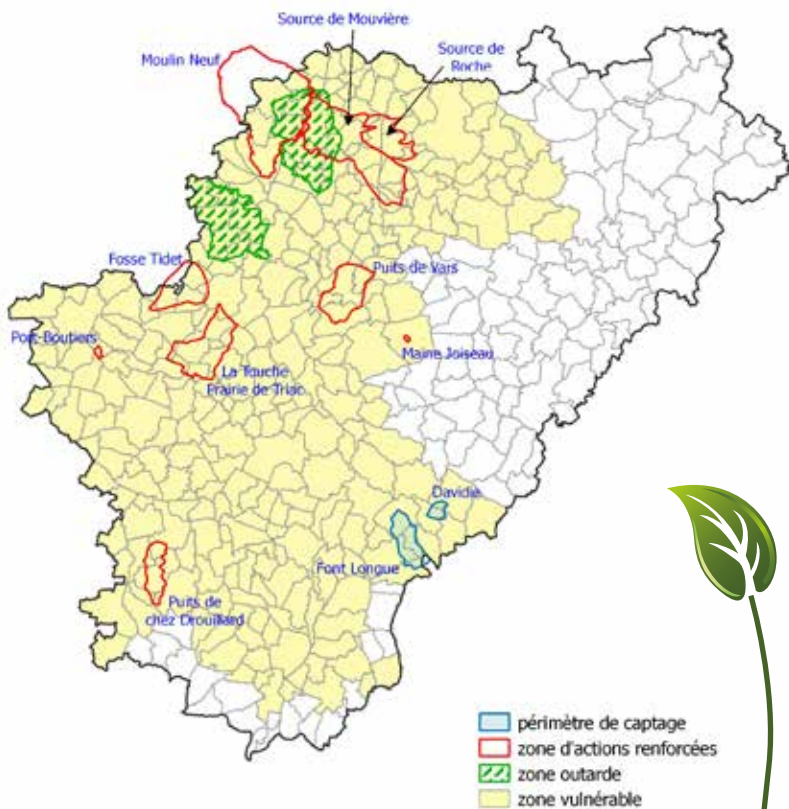 Source de Mouvière
Moulin Neuf
Source de
Roche
Fosse Tidet
Puits de Vars
Port-Boutiers
Maine Joiseau
La Touche
Prairie de Triac
Davidie
Font Longue
Puits de
chez Drouillard
périmètre de captage
zone d'actions renforcées
zone outarde
zone vulnérable